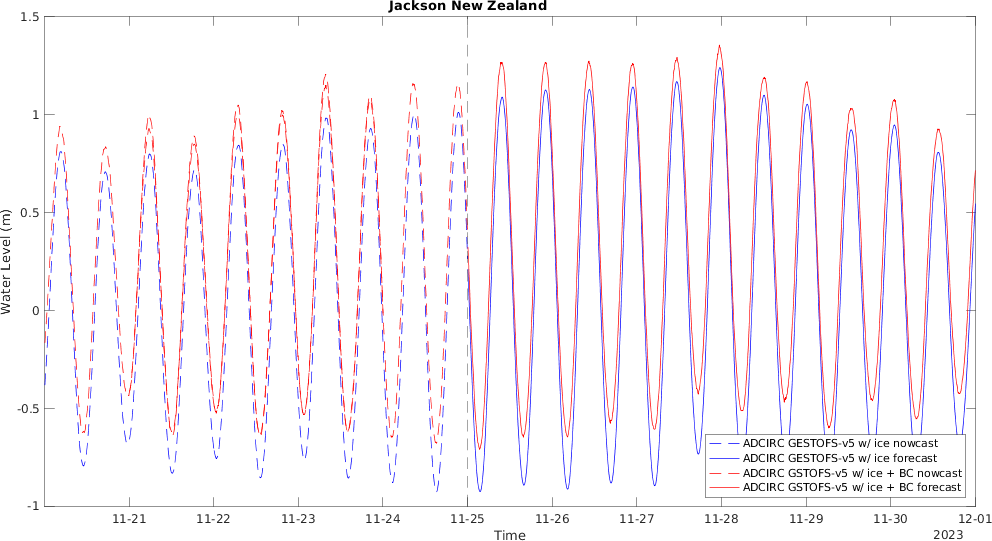 Jackson New Zealand
1.5
1
0.5
0
-0.5
-1
Water Level (m)
11-21 11-22 11-23 11-24 11-25 11-26 11-27 11-28 11-29 11-30 12-01
Time
2023
ADCIRC GESTOFS-v5 w/ ice nowcast
ADCIRC GESTOFS-v5 w/ ice forecast
ADCIRC GSTOFS-v5 w/ ice + BC nowcast
ADCIRC GSTOFS-v5 w/ ice + BC forecast